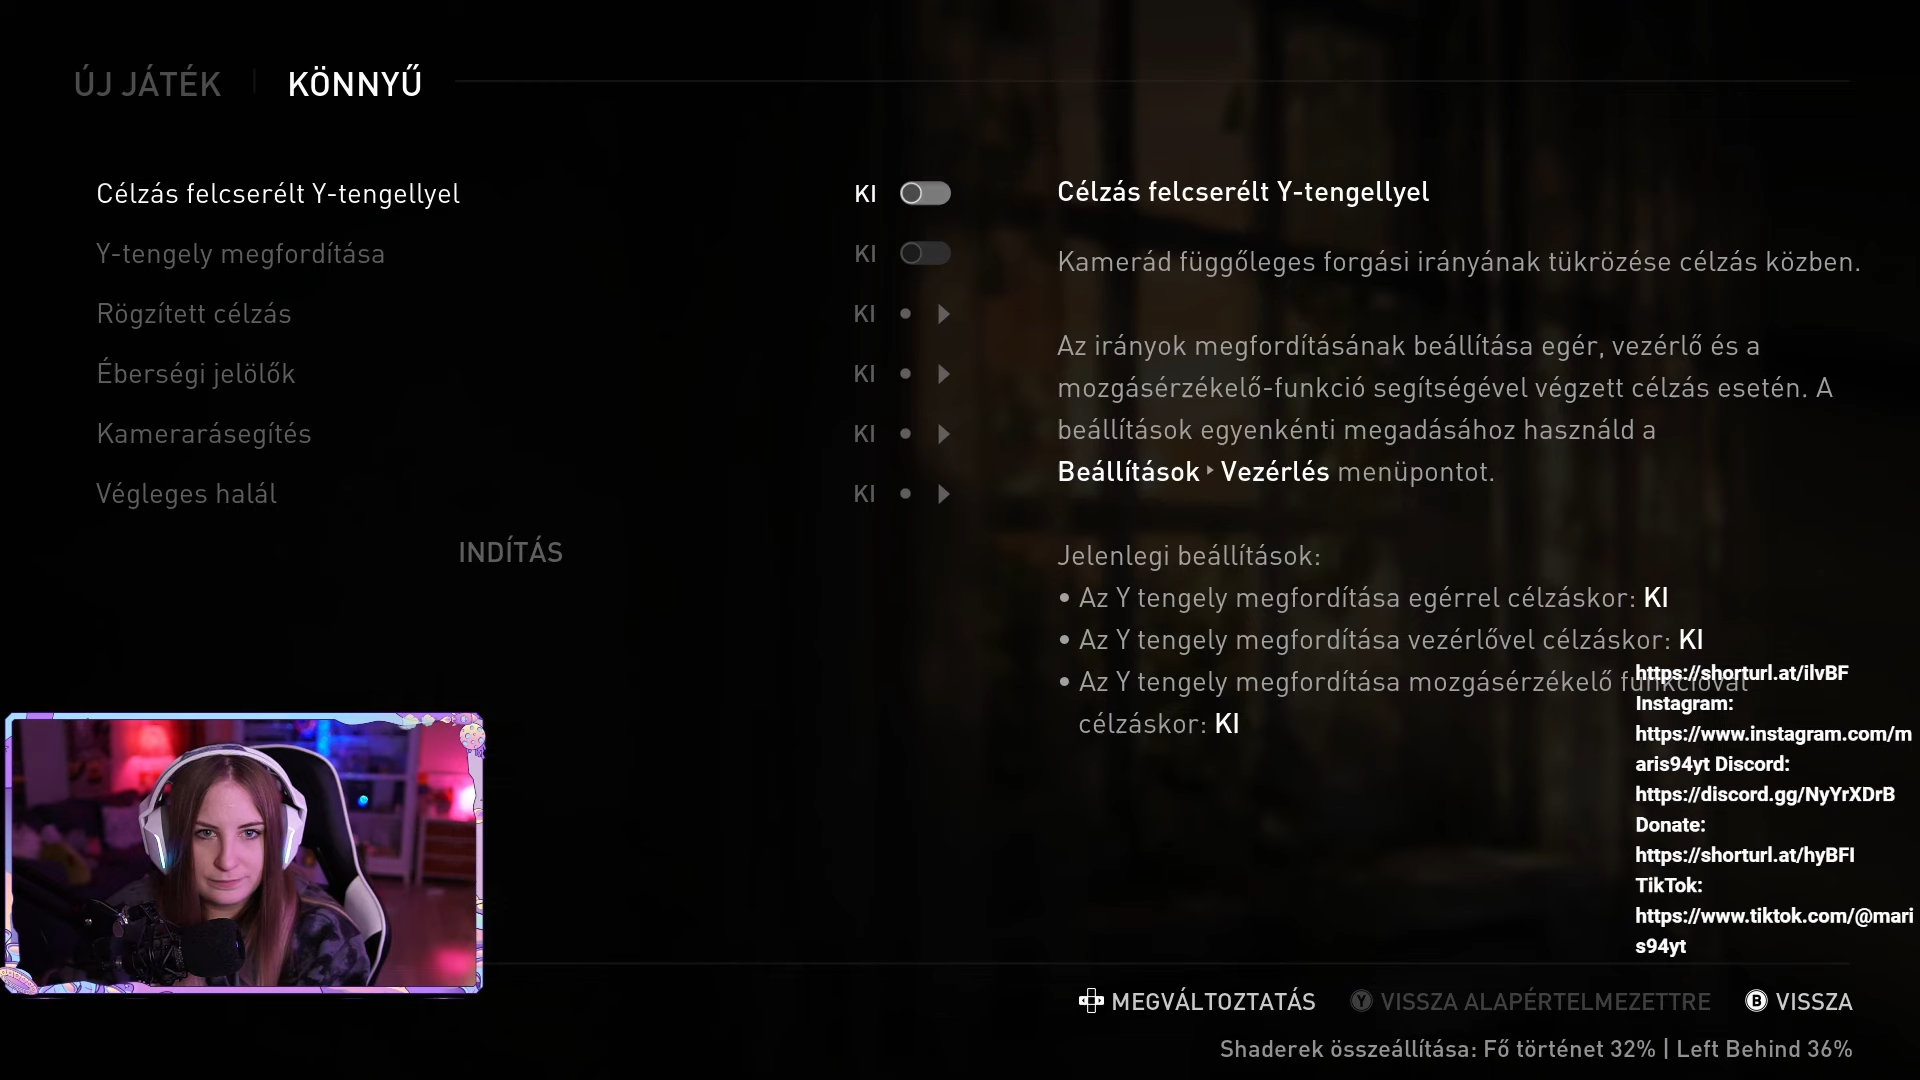 ÚJ JÁTÉK | KÖNNYŰ
Célzás felcserélt Y-tengellyel KI
Y-tengely megfordítása KI
Rögzített célzás KI
Éberségi jelölők KI
Kamerarásegítés KI
Végleges halál KI
INDÍTÁS
Célzás felcserélt Y-tengellyel
Kamerád függőleges forgási irányának tükrözése célzás közben.
Az irányok megfordításának beállítása egér, vezérlő és a
mozgásérzékelő-funkció segítségével végzett célzás esetén. A
beállítások egyenkénti megadásához használd a
Beállítások ▸ Vezérlés menüpontot.
Jelenlegi beállítások:
• Az Y tengely megfordítása egérrel célzáskor: KI
• Az Y tengely megfordítása vezérlővel célzáskor: KI
• Az Y tengely megfordítása mozgásérzékelő funkcióval
célzáskor: KI
https://shorturl.at/ilvBF
Instagram:
https://www.instagram.com/m
aris94yt Discord:
https://discord.gg/NyYrXDrB
Donate:
https://shorturl.at/hyBFI
TikTok:
https://www.tiktok.com/@mari
s94yt
MEGVÁLTOZTATÁS Y VISSZA ALAPÉRTELMEZETTRE B VISSZA
Shaderek összeállítása: Fő történet 32% | Left Behind 36%